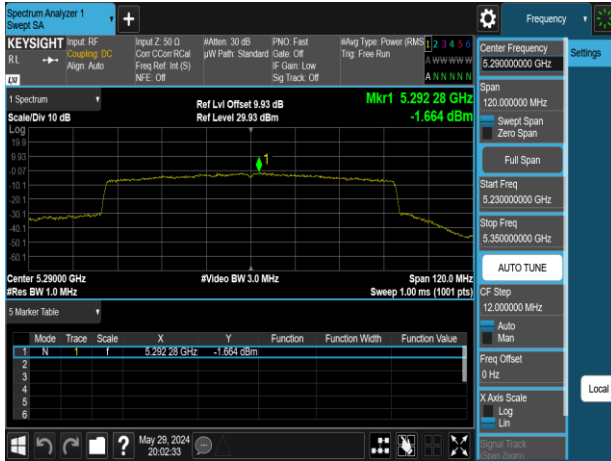 Spectrum Analyzer 1
Swept SA
+
Frequency
KEYSIGHT
Input: RF
Coupling: DC
Align: Auto
Input Z: 50 Ω
Corr CCorr RCal
Freq Ref: Int (S)
NFE: Off
#Atten: 30 dB
µW Path: Standard
PNO: Fast
Gate: Off
IF Gain: Low
Sig Track: Off
#Avg Type: Power (RMS
Trig: Free Run
1 2 3 4 5 6
A W W W W W
A N N N N N
R L
LXI
1 Spectrum
Scale/Div 10 dB
Ref Lvl Offset 9.93 dB
Ref Level 29.93 dBm
Mkr1 5.292 28 GHz
-1.664 dBm
Log
19.9
9.93
-0.07
-10.1
-20.1
-30.1
-40.1
-50.1
-60.1
1
Center 5.29000 GHz
#Video BW 3.0 MHz
Span 120.0 MHz
#Res BW 1.0 MHz
Sweep 1.00 ms (1001 pts)
5 Marker Table
Mode Trace Scale X Y Function Function Width Function Value
1 N 1 f 5.292 28 GHz -1.664 dBm
2
3
4
5
6
?
May 29, 2024
20:02:33
Center Frequency
5.290000000 GHz
Settings
Span
120.000000 MHz
Swept Span
Zero Span
Full Span
Start Freq
5.230000000 GHz
Stop Freq
5.350000000 GHz
AUTO TUNE
CF Step
12.000000 MHz
Auto
Man
Freq Offset
0 Hz
X Axis Scale
Log
Lin
Signal Track
(Span Zoom)
Local